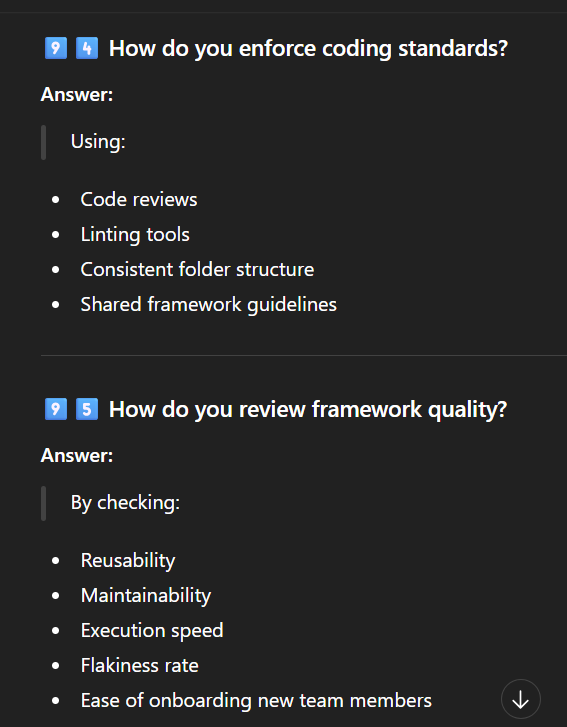 9️⃣ 4️⃣ How do you enforce coding standards?
Answer:
Using:
• Code reviews
• Linting tools
• Consistent folder structure
• Shared framework guidelines
9️⃣ 5️⃣ How do you review framework quality?
Answer:
By checking:
• Reusability
• Maintainability
• Execution speed
• Flakiness rate
• Ease of onboarding new team members